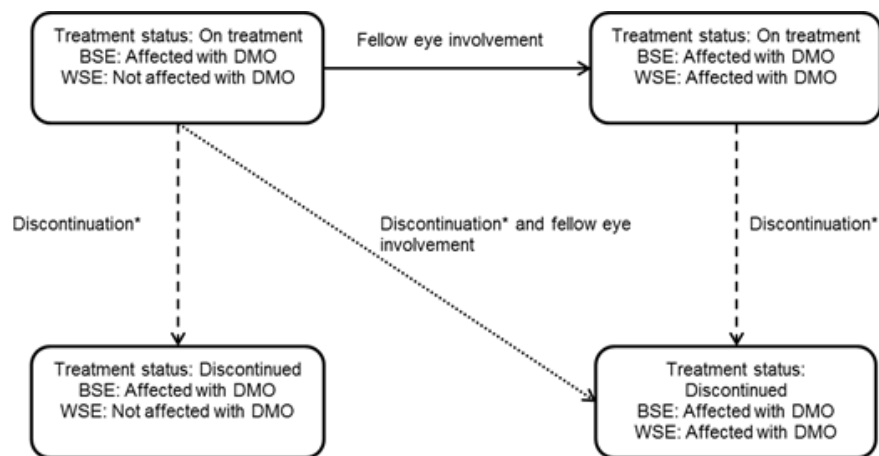 Treatment status: On treatment
BSE: Affected with DMO
WSE: Not affected with DMO
Fellow eye involvement
Treatment status: On treatment
BSE: Affected with DMO
WSE: Affected with DMO
Discontinuation*
Discontinuation* and fellow eye
involvement
Discontinuation*
Treatment status: Discontinued
BSE: Affected with DMO
WSE: Not affected with DMO
Treatment status:
Discontinued
BSE: Affected with DMO
WSE: Affected with DMO